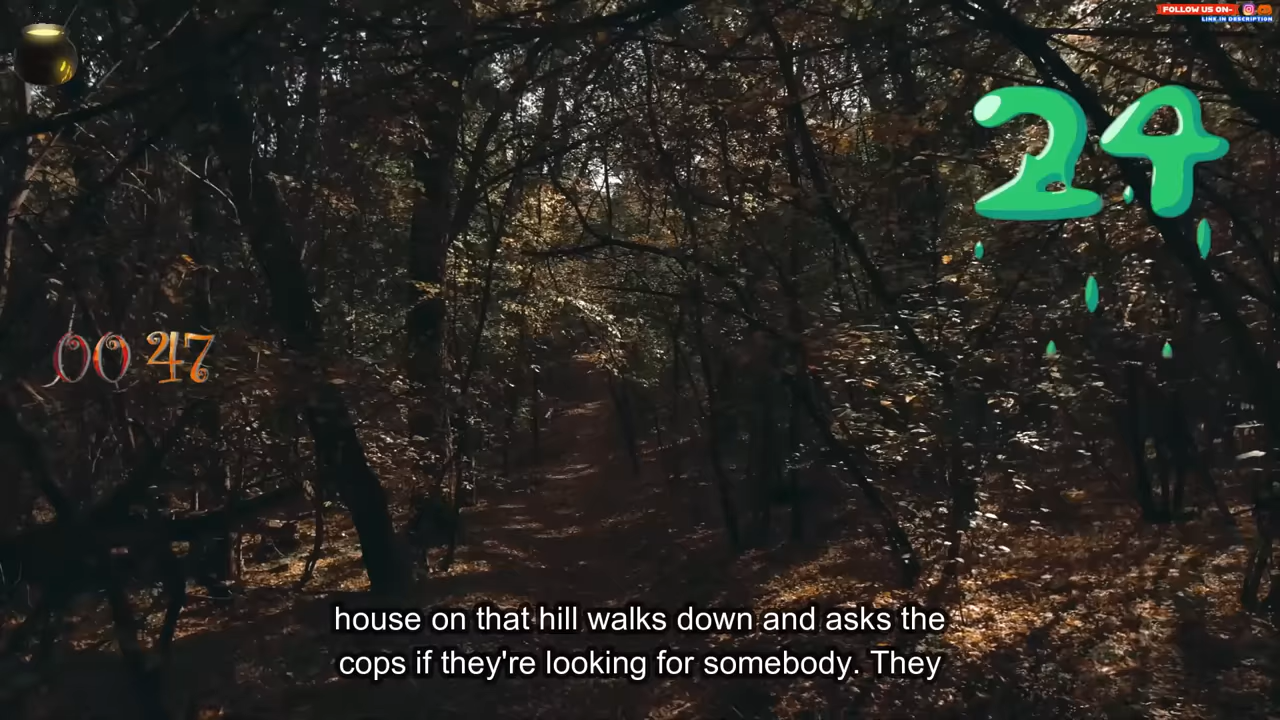 FOLLOW US ON-
LINK IN DESCRIPTION
24
00 47
house on that hill walks down and asks the
cops if they're looking for somebody. They